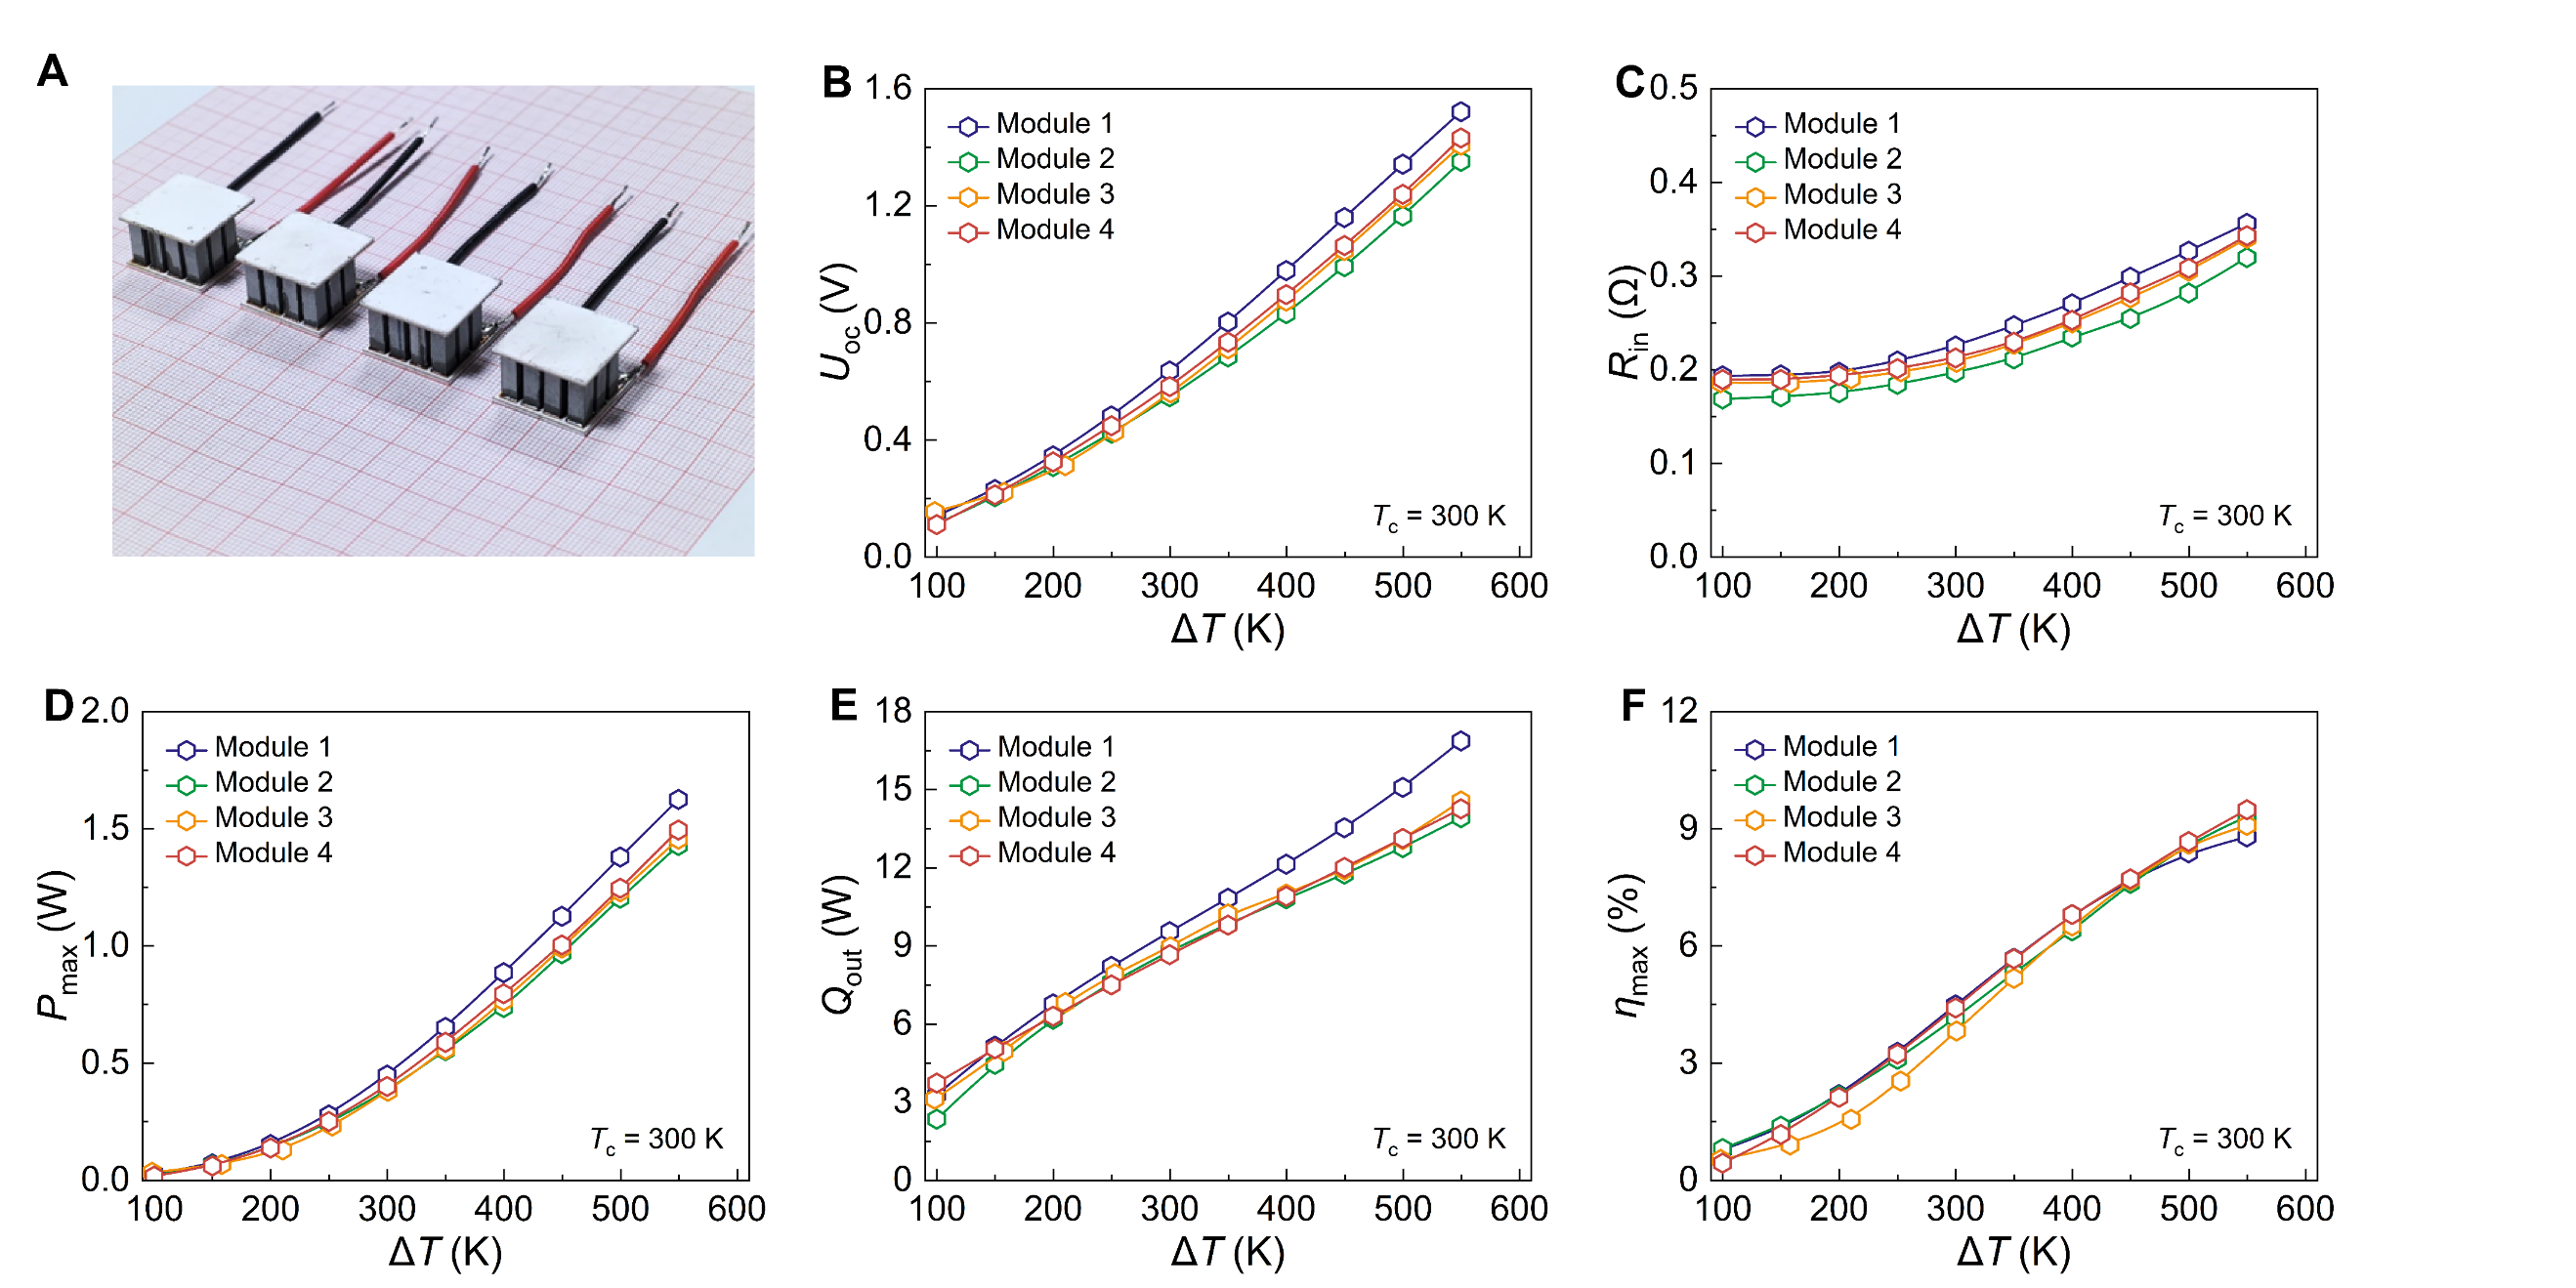 A
B
1.6
1.2
0.8
0.4
0.0
Uoc (V)
Module 1
Module 2
Module 3
Module 4
Tc = 300 K
100 200 300 400 500 600
ΔT (K)
C
0.5
0.4
0.3
0.2
0.1
0.0
Rin (Ω)
Module 1
Module 2
Module 3
Module 4
Tc = 300 K
100 200 300 400 500 600
ΔT (K)
D
2.0
1.5
1.0
0.5
0.0
Pmax (W)
Module 1
Module 2
Module 3
Module 4
Tc = 300 K
100 200 300 400 500 600
ΔT (K)
E
18
15
12
9
6
3
0
Qout (W)
Module 1
Module 2
Module 3
Module 4
Tc = 300 K
100 200 300 400 500 600
ΔT (K)
F
12
9
6
3
0
ηmax (%)
Module 1
Module 2
Module 3
Module 4
Tc = 300 K
100 200 300 400 500 600
ΔT (K)